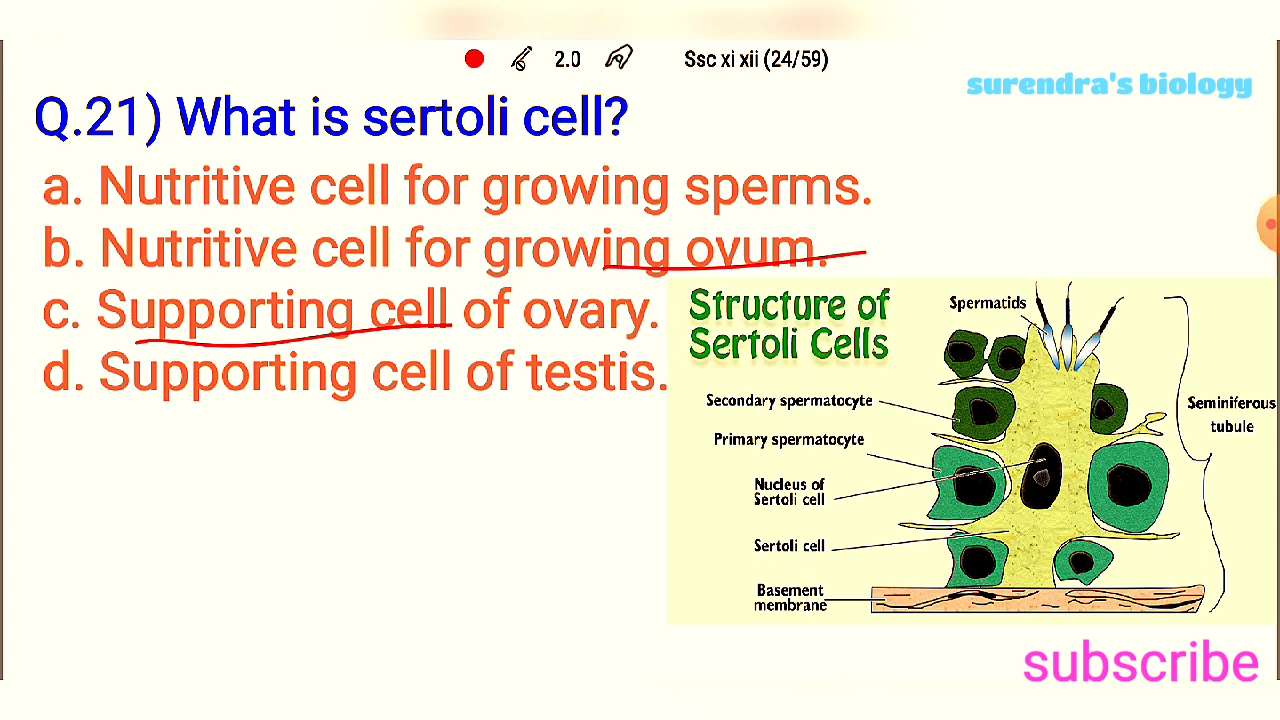 2.0 Ssc xi xii (24/59)
surendra's biology
Q.21) What is sertoli cell?
a. Nutritive cell for growing sperms.
b. Nutritive cell for growing ovum.
c. Supporting cell of ovary.
d. Supporting cell of testis.
Structure of
Sertoli Cells
Spermatids
Secondary spermatocyte
Primary spermatocyte
Nucleus of
Sertoli cell
Sertoli cell
Basement
membrane
Seminiferous
tubule
subscribe